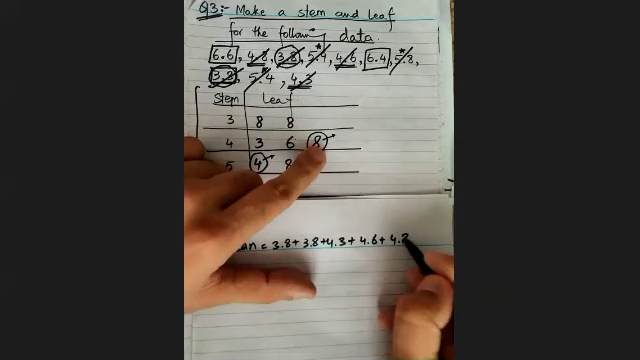 Q3:- Make a stem and leaf
for the follow data.
6.6, 4.8, 3.8, 5.4, 4.6, 6.4, 5.8,
3.8, 5.4, 4.3
Stem Leaf
3 8 8
4 3 6 8
5 4 8
an = 3.8+3.8+4.3+4.6+4.8